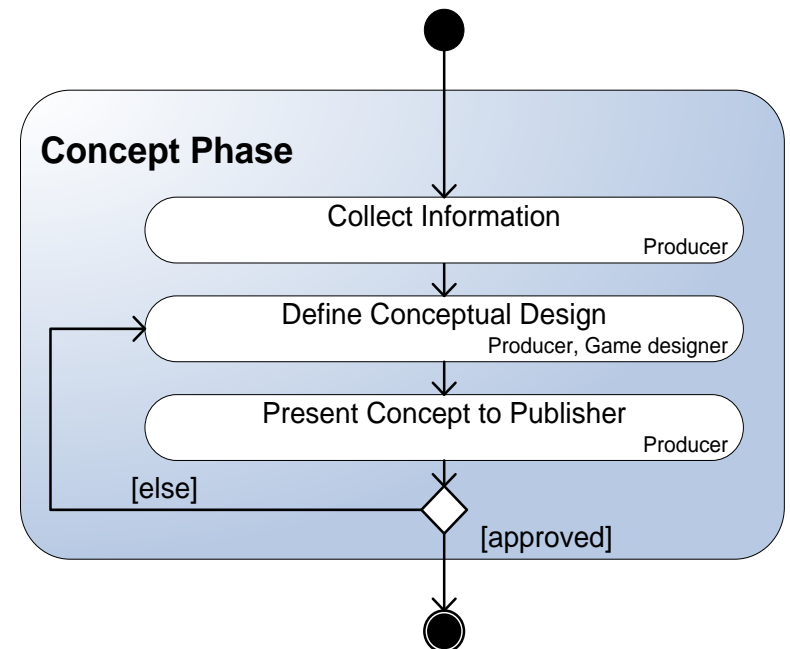 Concept Phase
Collect Information
Producer
Define Conceptual Design
Producer, Game designer
Present Concept to Publisher
Producer
[else]
[approved]